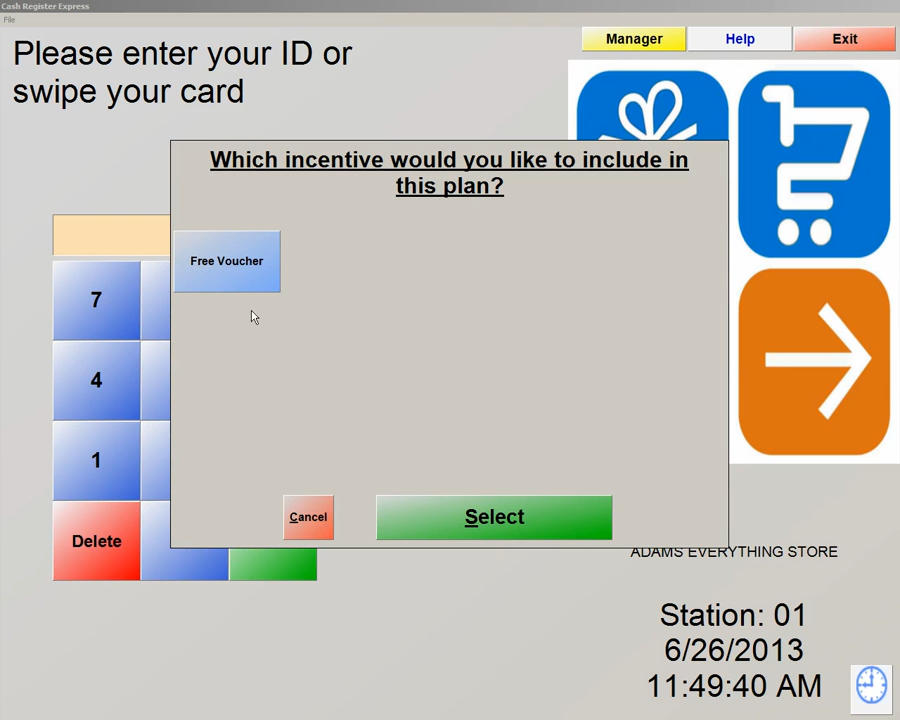 Cash Register Express
File
Please enter your ID or
swipe your card
Manager
Help
Exit
Which incentive would you like to include in
this plan?
Free Voucher
7
4
1
Delete
Cancel
Select
ADAMS EVERYTHING STORE
Station: 01
6/26/2013
11:49:40 AM